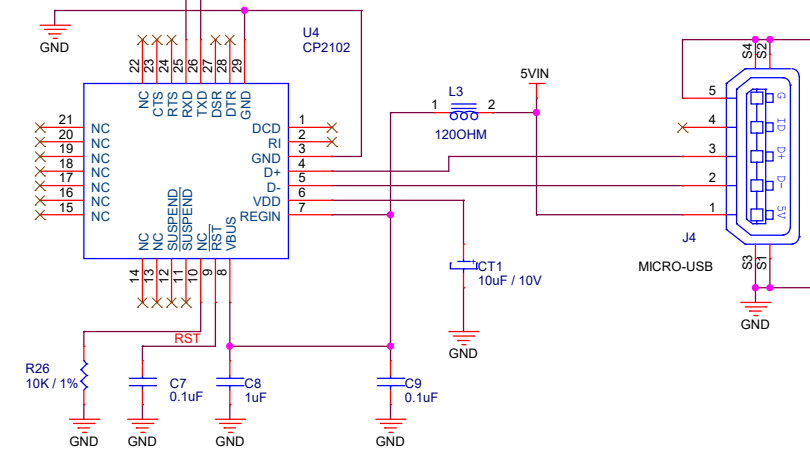 GND
U4
CP2102
22
23
24
25
26
27
28
29
NC
CTS
RTS
RXD
TXD
DSR
DTR
GND
21 NC
20 NC
19 NC
18 NC
17 NC
16 NC
15 NC
DCD 1
RI 2
GND 3
D+ 4
D- 5
VDD 6
REGIN 7
NC
NC
SUSPEND
SUSPEND
NC
RST
VBUS
14
13
12
11
10
9
8
5VIN
L3
1 2
120OHM
S4
S2
5 G
4 ID
3 D+
2 D-
1 5V
J4
MICRO-USB
S3
S1
GND
+
CT1
10uF / 10V
GND
RST
R26
10K / 1%
C7
0.1uF
C8
1uF
C9
0.1uF
GND
GND
GND
GND